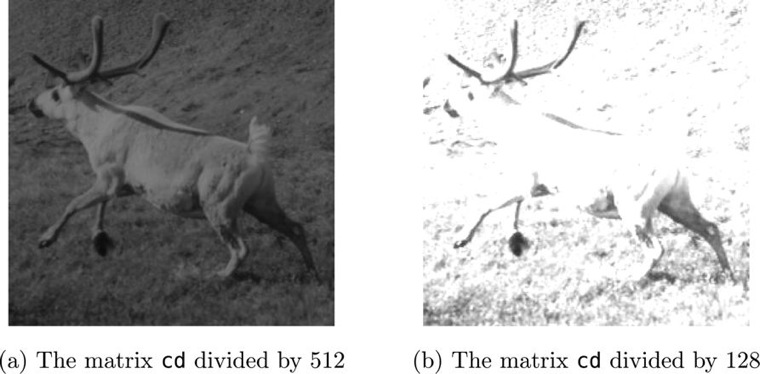 (a) The matrix cd divided by 512
(b) The matrix cd divided by 128